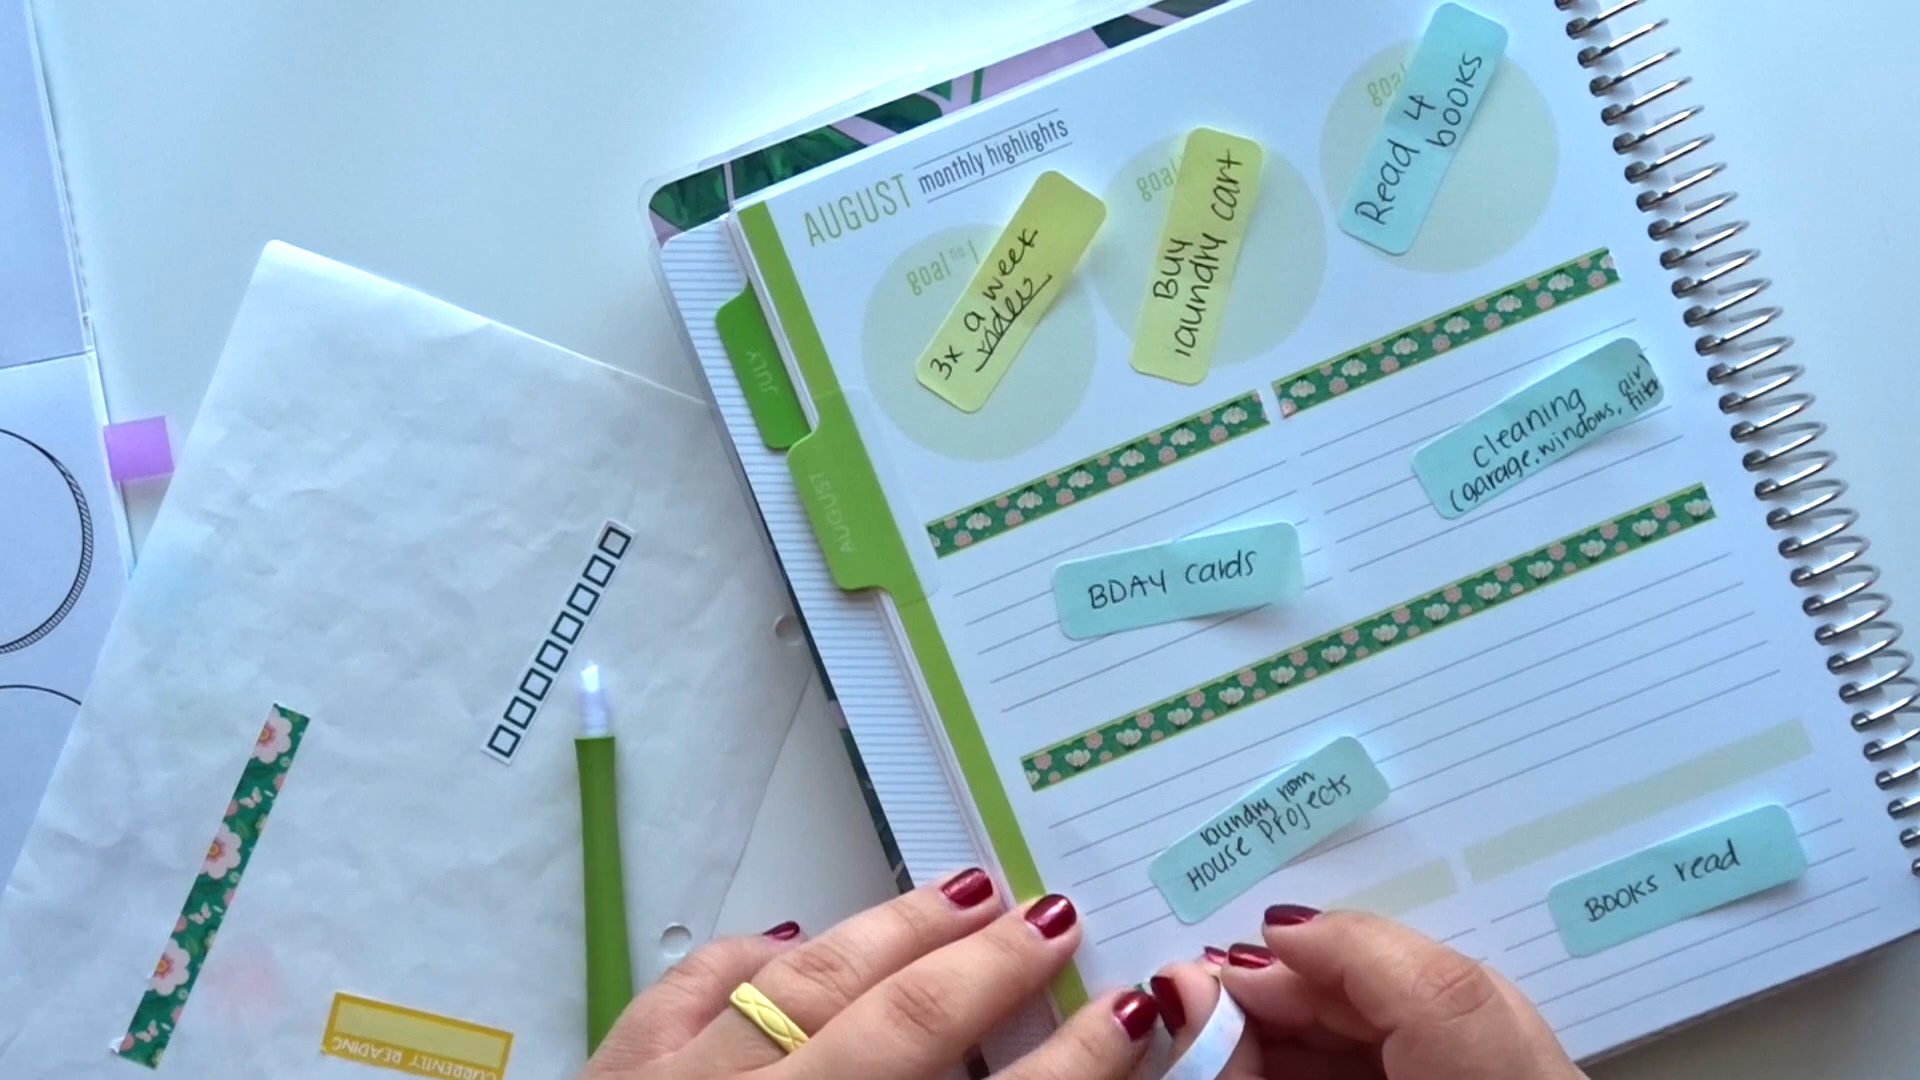 AUGUST monthly highlights
goal no. 1
3x a week
video
goal
Buy
laundry cart
goal
Read 4
books
JULY
AUGUST
cleaning
(garage, windows, air
filter)
BDAY cards
laundry room
House Projects
Books read
CURRENTLY READING